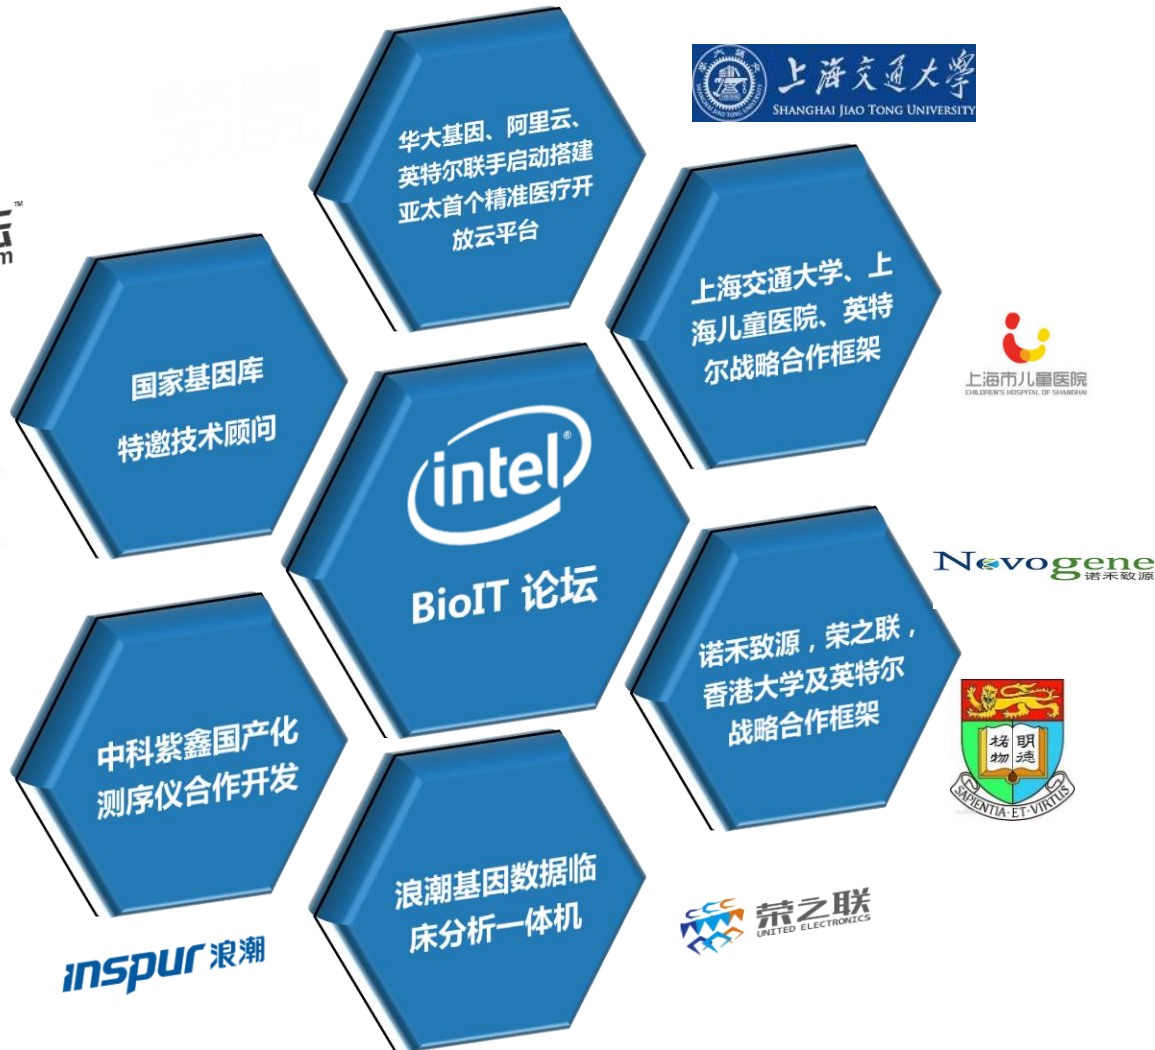 华大基因、阿里云、
英特尔联手启动搭建
亚太首个精准医疗开
放云平台
上海交通大學
SHANGHAI JIAO TONG UNIVERSITY
上海交通大学、上
海儿童医院、英特
尔战略合作框架
上海市儿童医院
CHILDREN'S HOSPITAL OF SHANGHAI
国家基因库
特邀技术顾问
intel®
BioIT 论坛
Novogene
诺禾致源
诺禾致源，荣之联，
香港大学及英特尔
战略合作框架
明德
格物
SAPIENTIA·ET·VIRTUS
中科紫鑫国产化
测序仪合作开发
浪潮基因数据临
床分析一体机
inspur 浪潮
荣之联
UNITED ELECTRONICS